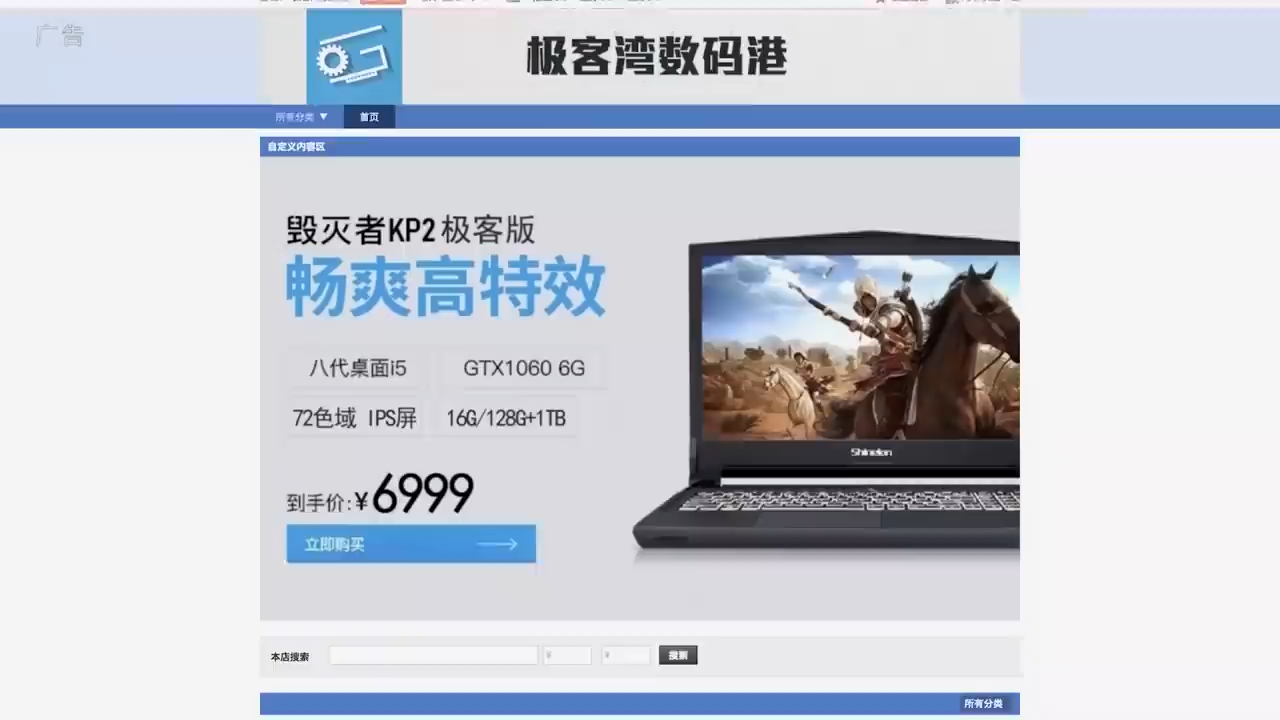 广告
极客湾数码港
所有分类 ▼ 首页
自定义内容区
毁灭者KP2 极客版
畅爽高特效
八代桌面i5 GTX1060 6G
72色域 IPS屏 16G/128G+1TB
到手价:¥6999
立即购买
Shinelon
本店搜索 ¥ ¥ 搜索
所有分类